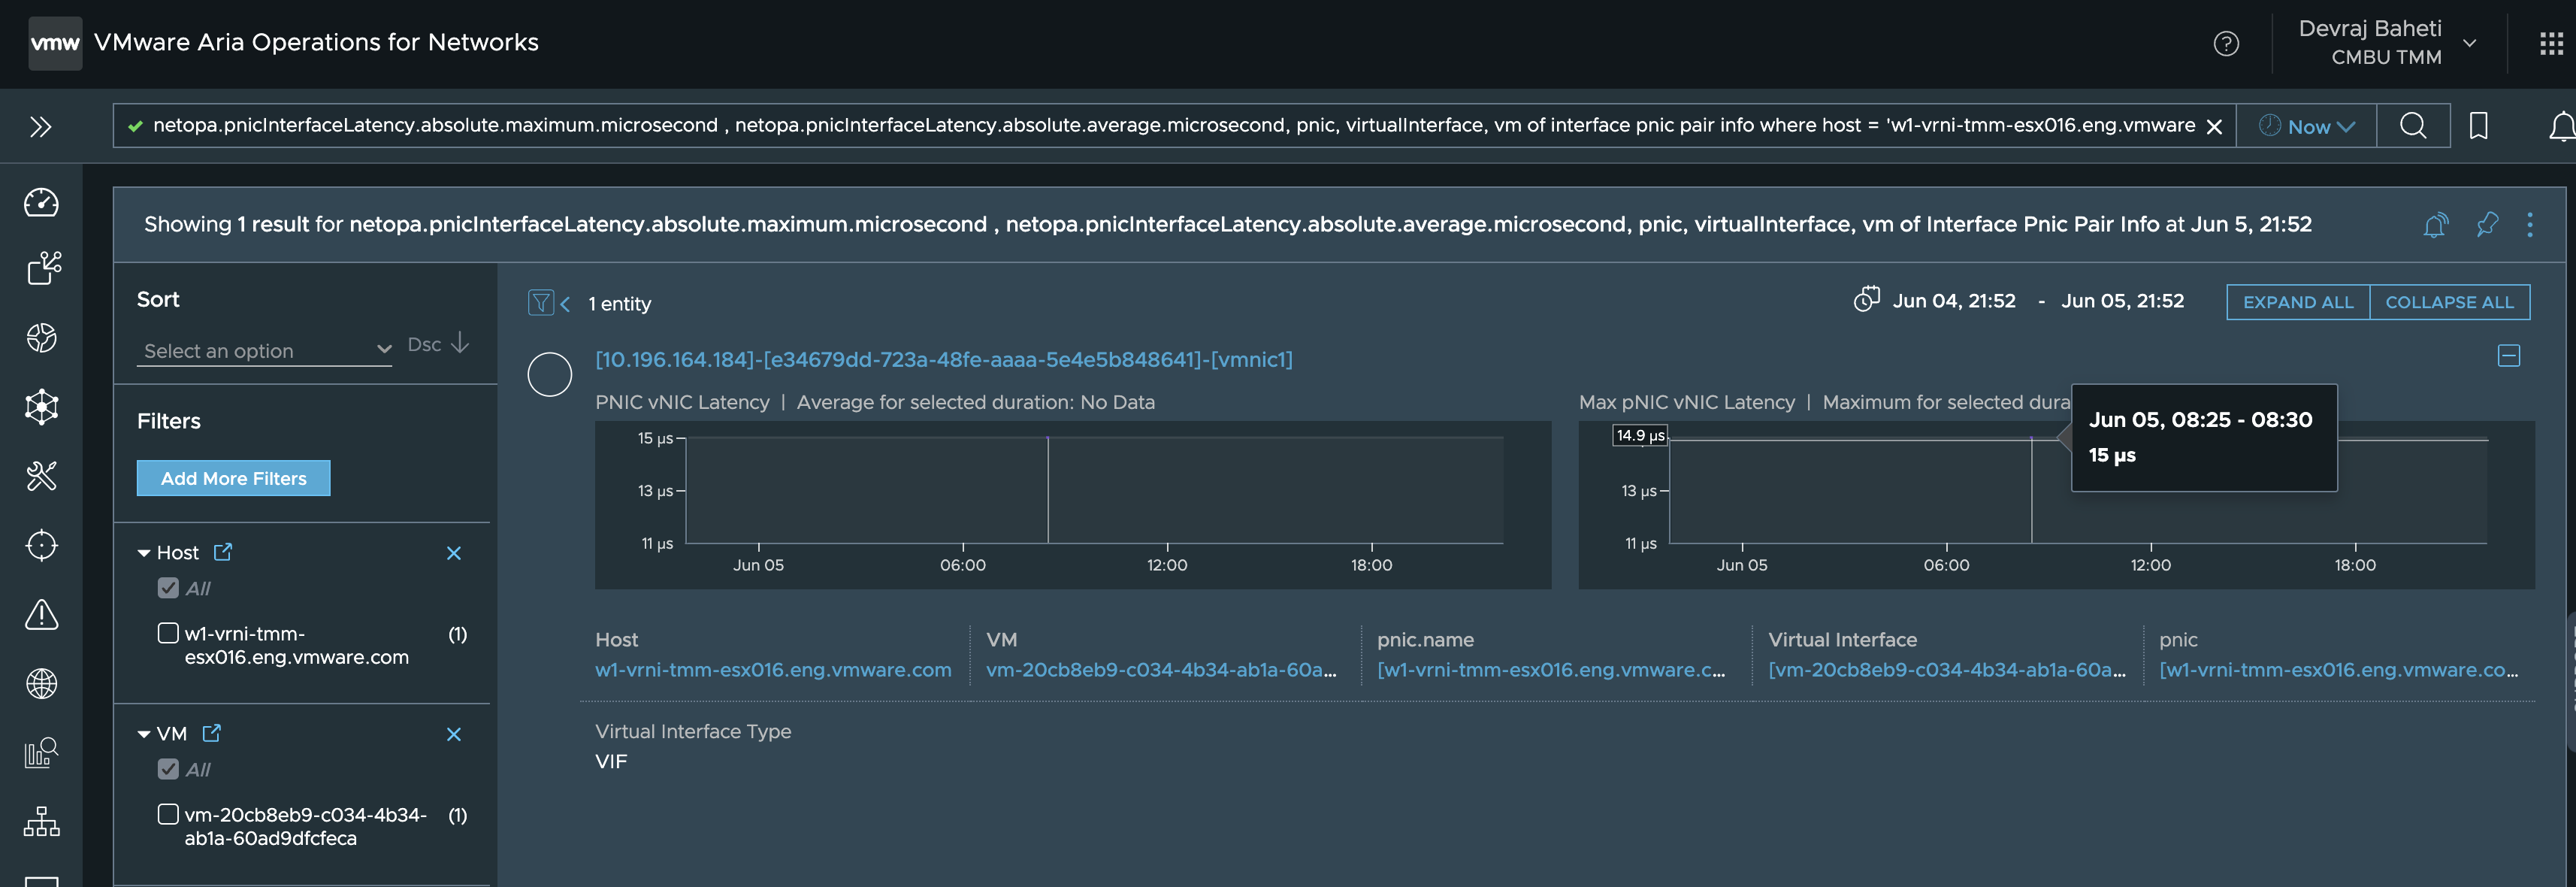 vmw VMware Aria Operations for Networks
Devraj Baheti
CMBU TMM
netopa.pnicInterfaceLatency.absolute.maximum.microsecond , netopa.pnicInterfaceLatency.absolute.average.microsecond, pnic, virtualInterface, vm of interface pnic pair info where host = 'w1-vrni-tmm-esx016.eng.vmware
Now
Showing 1 result for netopa.pnicInterfaceLatency.absolute.maximum.microsecond , netopa.pnicInterfaceLatency.absolute.average.microsecond, pnic, virtualInterface, vm of Interface Pnic Pair Info at Jun 5, 21:52
Sort
Select an option
Dsc
Filters
Add More Filters
Host
All
w1-vrni-tmm-
esx016.eng.vmware.com
(1)
VM
All
vm-20cb8eb9-c034-4b34-
ab1a-60ad9dfcfeca
(1)
1 entity
Jun 04, 21:52 - Jun 05, 21:52
EXPAND ALL
COLLAPSE ALL
[10.196.164.184]-[e34679dd-723a-48fe-aaaa-5e4e5b848641]-[vmnic1]
PNIC vNIC Latency | Average for selected duration: No Data
15 µs
13 µs
11 µs
Jun 05
06:00
12:00
18:00
Max pNIC vNIC Latency | Maximum for selected dura
14.9 µs
13 µs
11 µs
Jun 05
06:00
12:00
18:00
Jun 05, 08:25 - 08:30
15 µs
Host
w1-vrni-tmm-esx016.eng.vmware.com
VM
vm-20cb8eb9-c034-4b34-ab1a-60a...
pnic.name
[w1-vrni-tmm-esx016.eng.vmware.c...
Virtual Interface
[vm-20cb8eb9-c034-4b34-ab1a-60a...
pnic
[w1-vrni-tmm-esx016.eng.vmware.co...
Virtual Interface Type
VIF